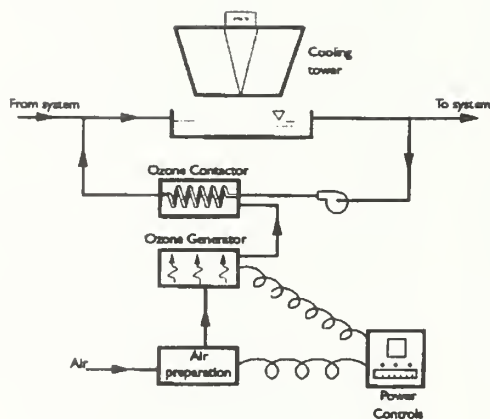 Cooling
tower
From system
To system
Ozone Contactor
Ozone Generator
Air
Air
preparation
Power
Controls